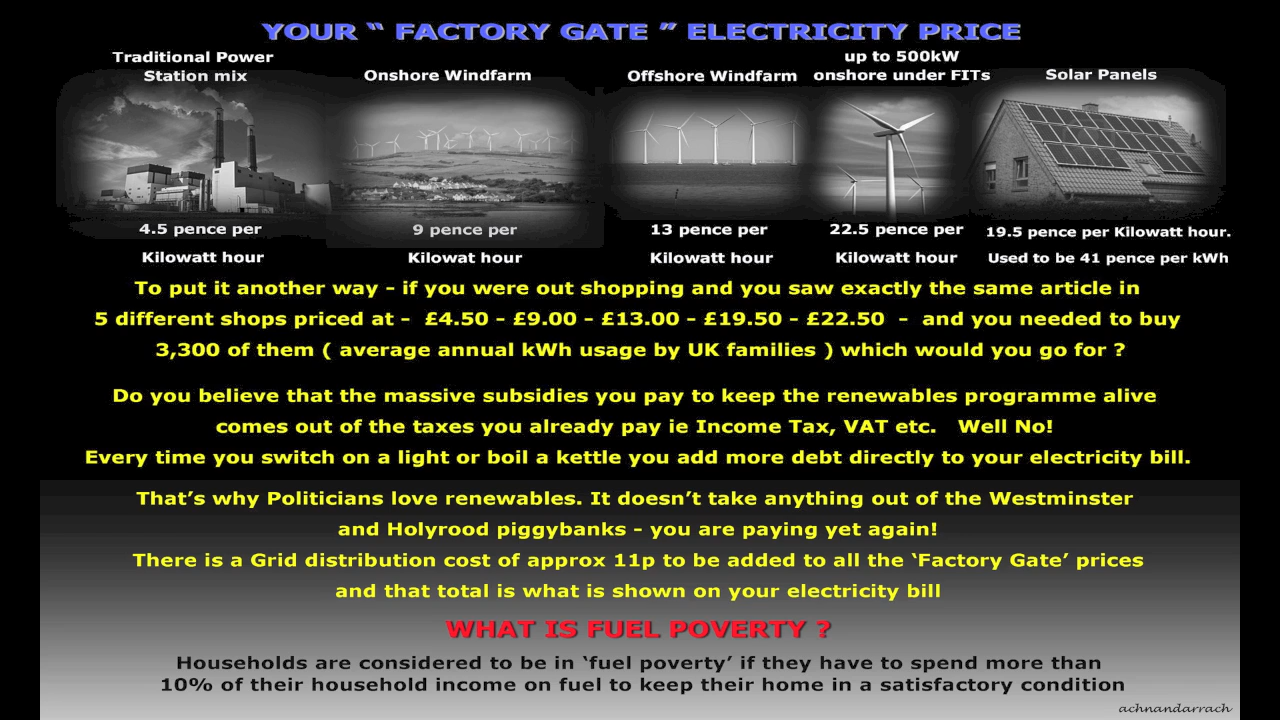 YOUR “ FACTORY GATE ” ELECTRICITY PRICE
Traditional Power
Station mix
Onshore Windfarm
Offshore Windfarm
up to 500kW
onshore under FITs
Solar Panels
4.5 pence per
Kilowatt hour
9 pence per
Kilowat hour
13 pence per
Kilowatt hour
22.5 pence per
Kilowatt hour
19.5 pence per Kilowatt hour.
Used to be 41 pence per kWh
To put it another way - if you were out shopping and you saw exactly the same article in
5 different shops priced at - £4.50 - £9.00 - £13.00 - £19.50 - £22.50 - and you needed to buy
3,300 of them ( average annual kWh usage by UK families ) which would you go for ?
Do you believe that the massive subsidies you pay to keep the renewables programme alive
comes out of the taxes you already pay ie Income Tax, VAT etc. Well No!
Every time you switch on a light or boil a kettle you add more debt directly to your electricity bill.
That’s why Politicians love renewables. It doesn’t take anything out of the Westminster
and Holyrood piggybanks - you are paying yet again!
There is a Grid distribution cost of approx 11p to be added to all the ‘Factory Gate’ prices
and that total is what is shown on your electricity bill
WHAT IS FUEL POVERTY ?
Households are considered to be in ‘fuel poverty’ if they have to spend more than
10% of their household income on fuel to keep their home in a satisfactory condition
achnandarrach